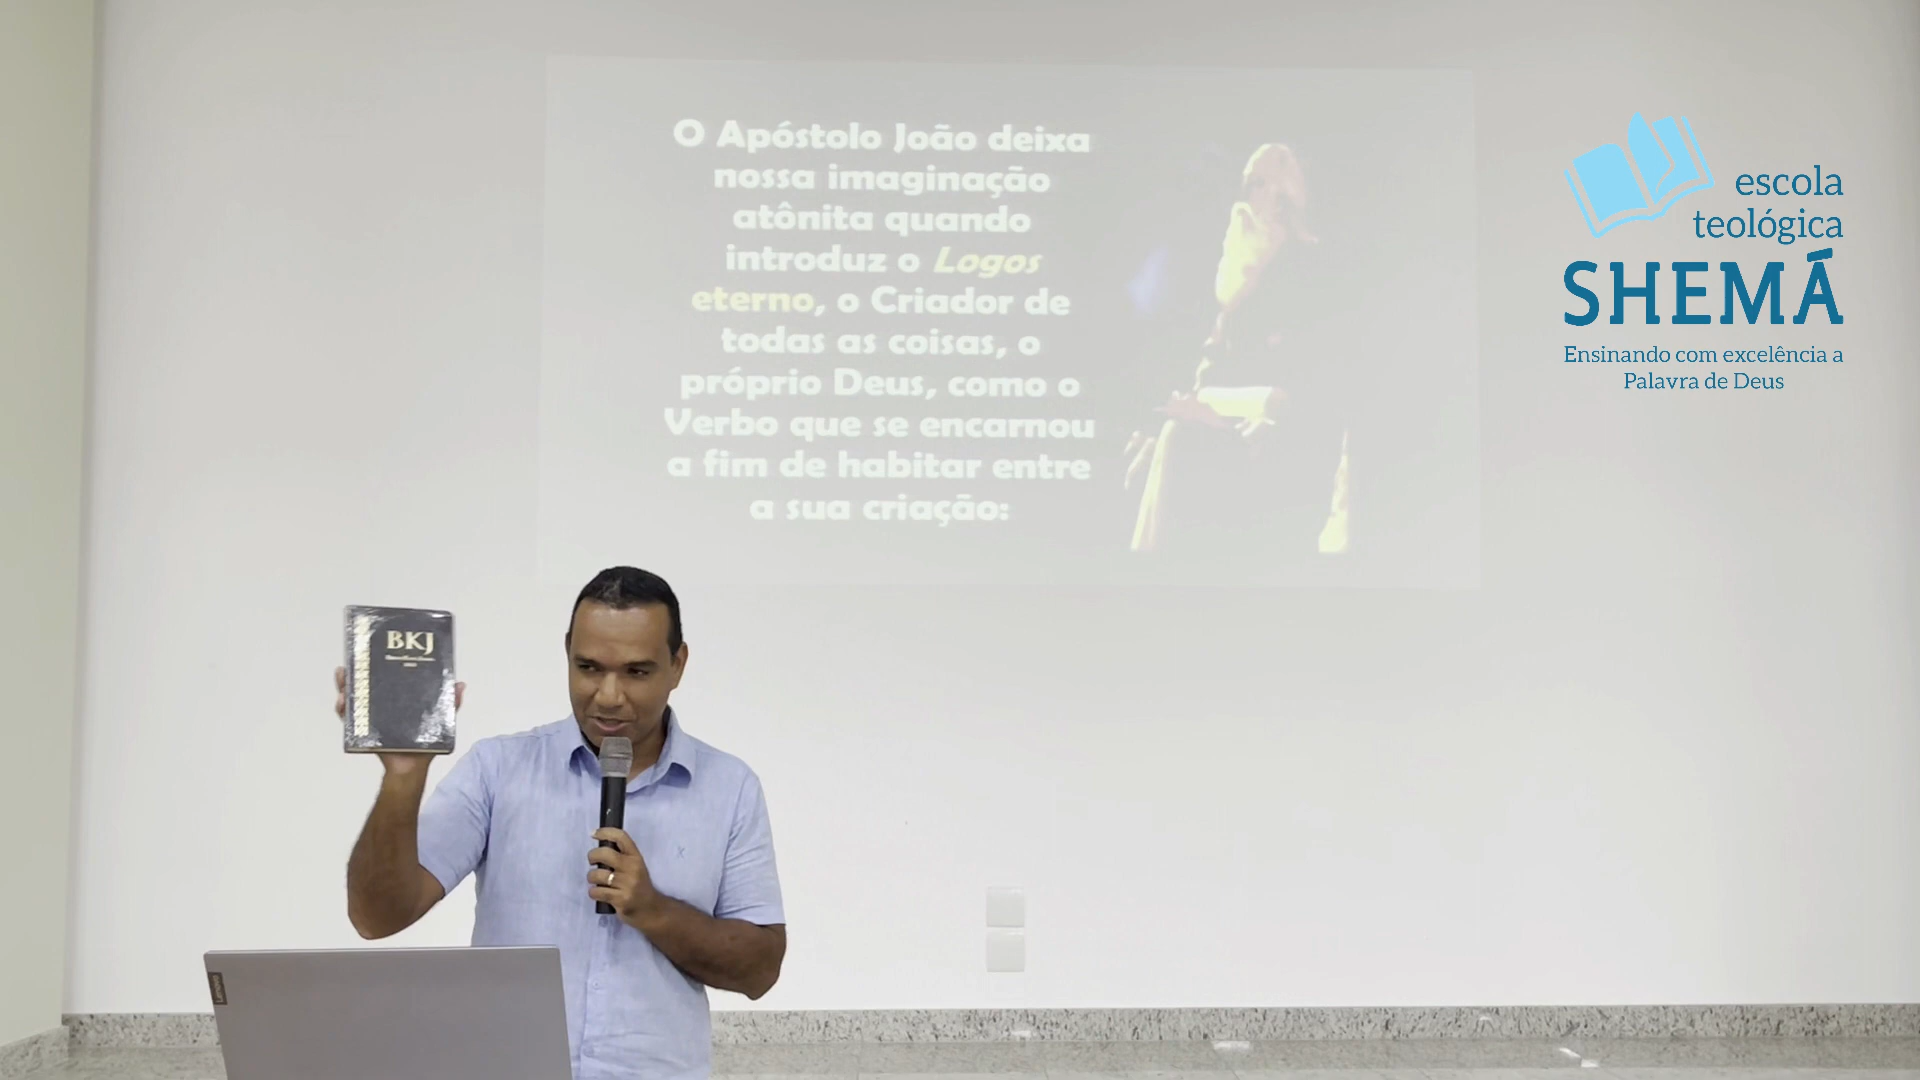 O Apóstolo João deixa
nossa imaginação
atônita quando
introduz o Logos
eterno, o Criador de
todas as coisas, o
próprio Deus, como o
Verbo que se encarnou
a fim de habitar entre
a sua criação:
escola
teológica
SHEMÁ
Ensinando com excelência a
Palavra de Deus
BKJ
Lenovo